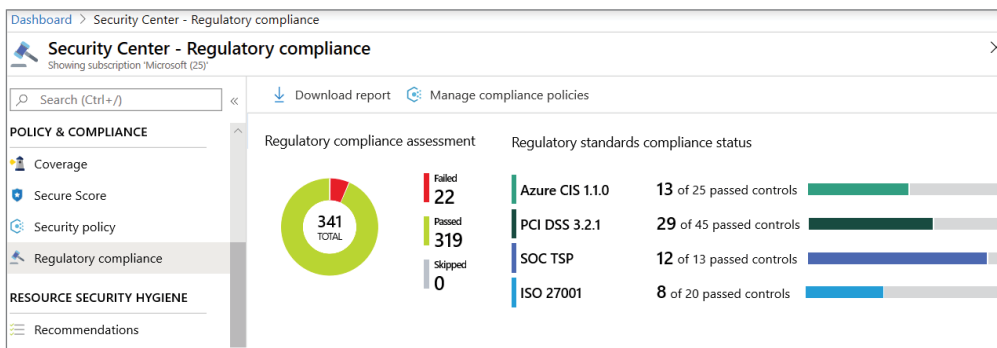 Dashboard > Security Center - Regulatory compliance
Security Center - Regulatory compliance
Showing subscription 'Microsoft (25)'
Search (Ctrl+/)
POLICY & COMPLIANCE
Coverage
Secure Score
Security policy
Regulatory compliance
RESOURCE SECURITY HYGIENE
Recommendations
Download report
Manage compliance policies
Regulatory compliance assessment
341
TOTAL
Failed
22
Passed
319
Skipped
0
Regulatory standards compliance status
Azure CIS 1.1.0 13 of 25 passed controls
PCI DSS 3.2.1 29 of 45 passed controls
SOC TSP 12 of 13 passed controls
ISO 27001 8 of 20 passed controls